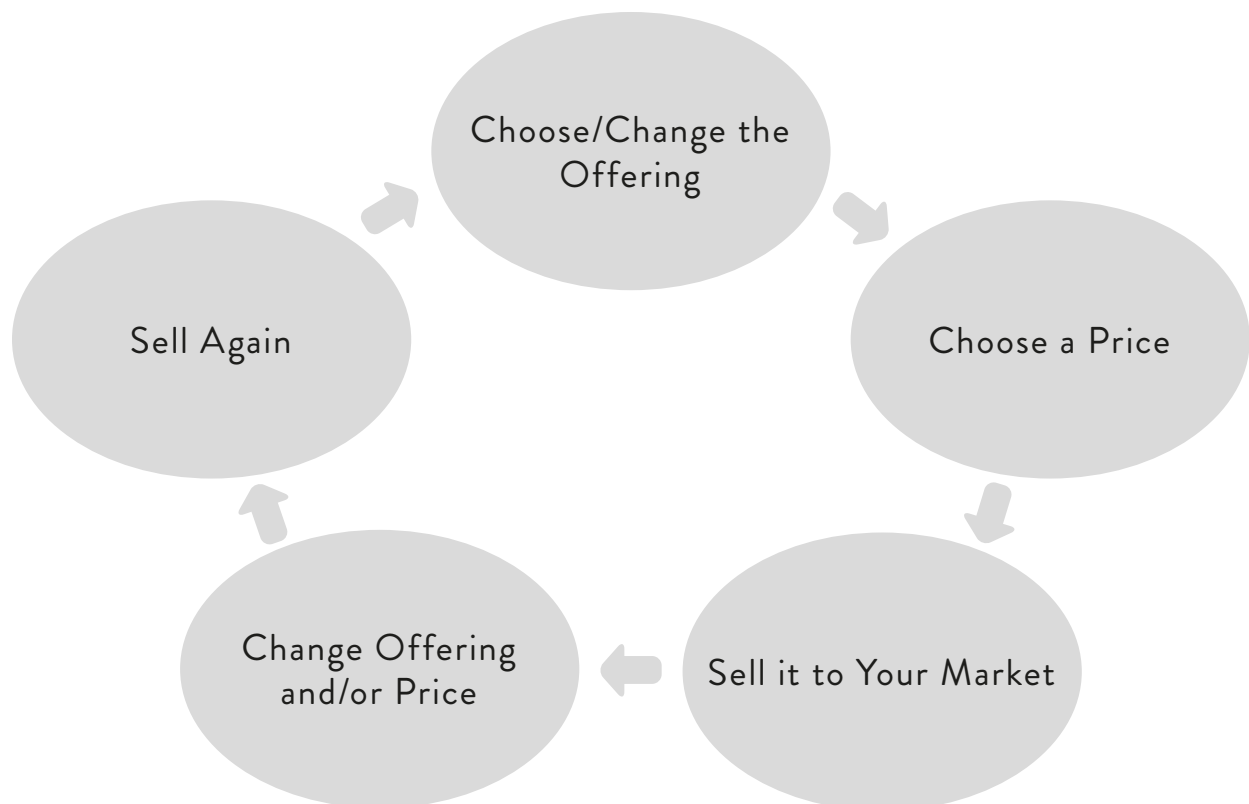 Choose/Change the
Offering
Choose a Price
Sell it to Your Market
Change Offering
and/or Price
Sell Again